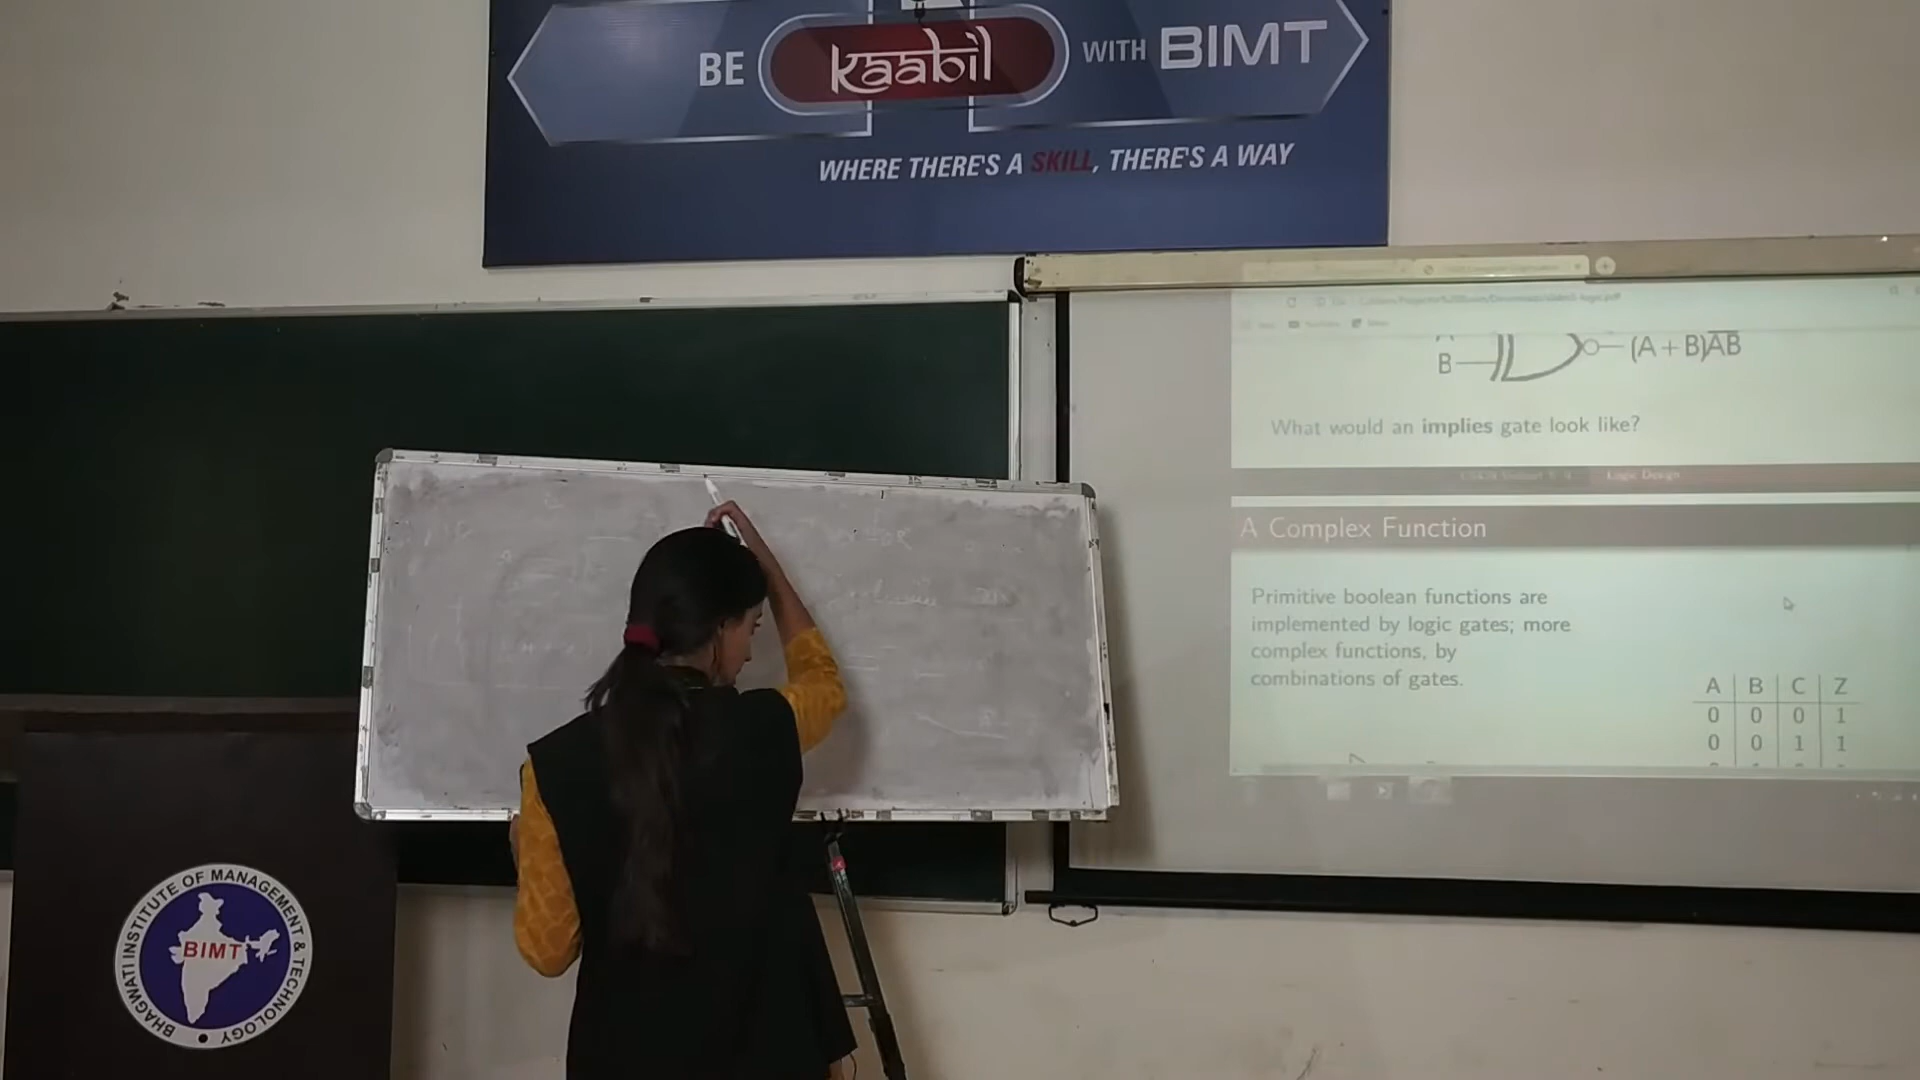 BE kaabil WITH BIMT
WHERE THERE'S A SKILL, THERE'S A WAY
B
(A + B)A̅B̅
What would an implies gate look like?
Logic Design
A Complex Function
Primitive boolean functions are
implemented by logic gates; more
complex functions, by
combinations of gates.
A B C Z
0 0 0 1
0 0 1 1
BHAGWATI INSTITUTE OF MANAGEMENT & TECHNOLOGY
BIMT